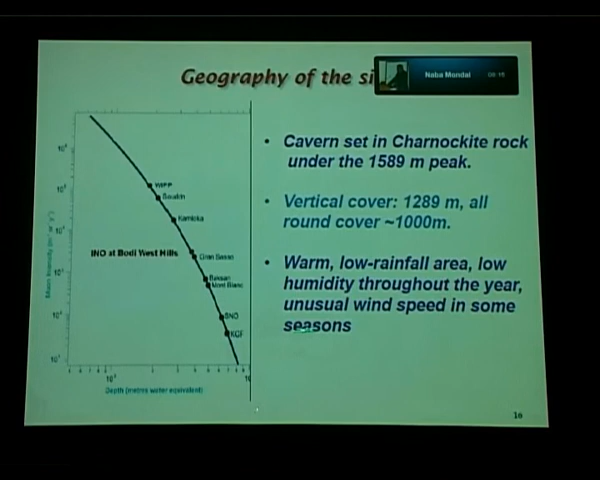 Geography of the si
Naba Mondal
Cavern set in Charnockite rock
under the 1589 m peak.
Vertical cover: 1289 m, all
round cover ~1000m.
Warm, low-rainfall area, low
humidity throughout the year,
unusual wind speed in some
seasons
WIPP
Soudan
Kamioka
INO at Bodi West Hills
Gran Sasso
Baksan
Mont Blanc
SNO
KGF
Depth (metres water equivalent)